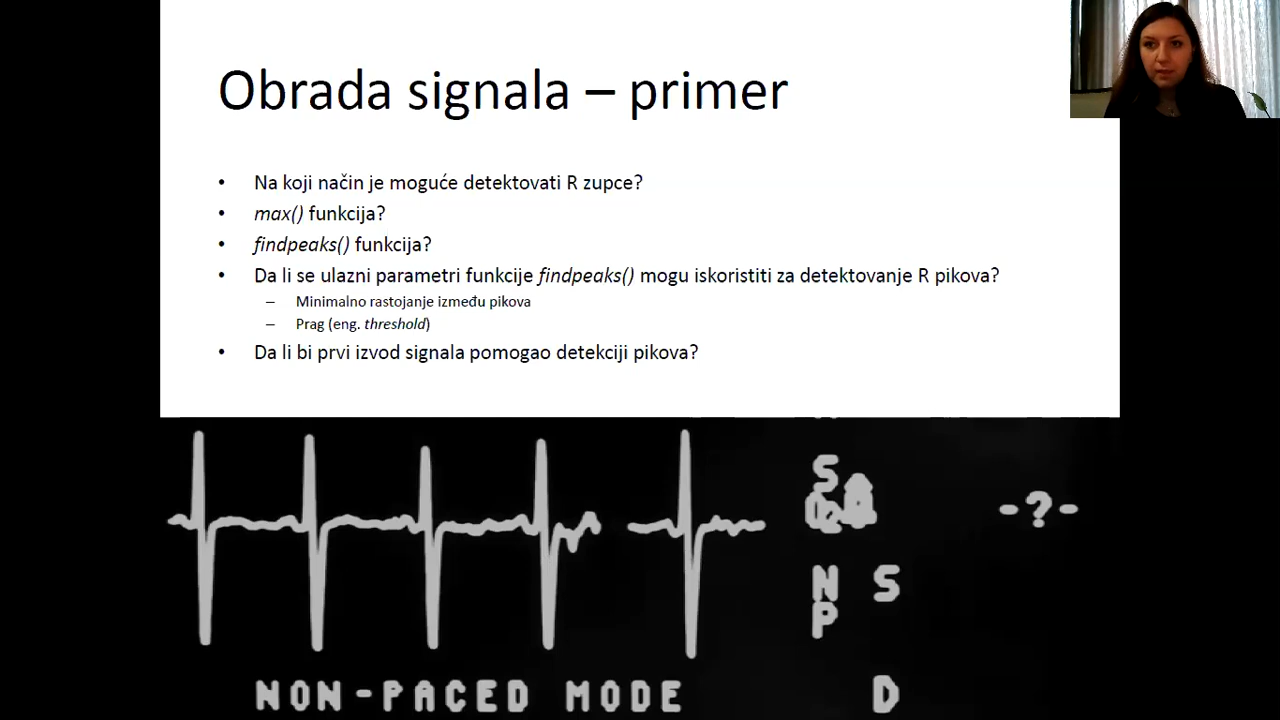 Obrada signala – primer
• Na koji način je moguće detektovati R zupce?
• max() funkcija?
• findpeaks() funkcija?
• Da li se ulazni parametri funkcije findpeaks() mogu iskoristiti za detektovanje R pikova?
– Minimalno rastojanje između pikova
– Prag (eng. threshold)
• Da li bi prvi izvod signala pomogao detekciji pikova?
S
-?-
N S
P
NON-PACED MODE D